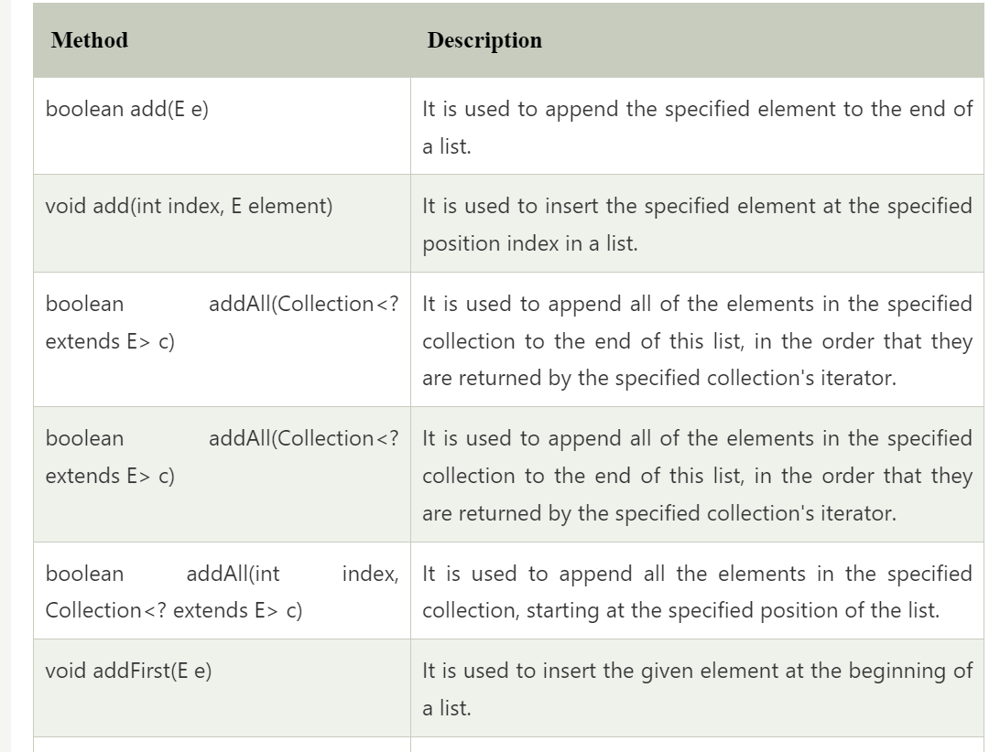 Method Description
boolean add(E e) It is used to append the specified element to the end of
a list.
void add(int index, E element) It is used to insert the specified element at the specified
position index in a list.
boolean addAll(Collection<? It is used to append all of the elements in the specified
extends E> c) collection to the end of this list, in the order that they
are returned by the specified collection's iterator.
boolean addAll(Collection<? It is used to append all of the elements in the specified
extends E> c) collection to the end of this list, in the order that they
are returned by the specified collection's iterator.
boolean addAll(int index, It is used to append all the elements in the specified
Collection<? extends E> c) collection, starting at the specified position of the list.
void addFirst(E e) It is used to insert the given element at the beginning of
a list.